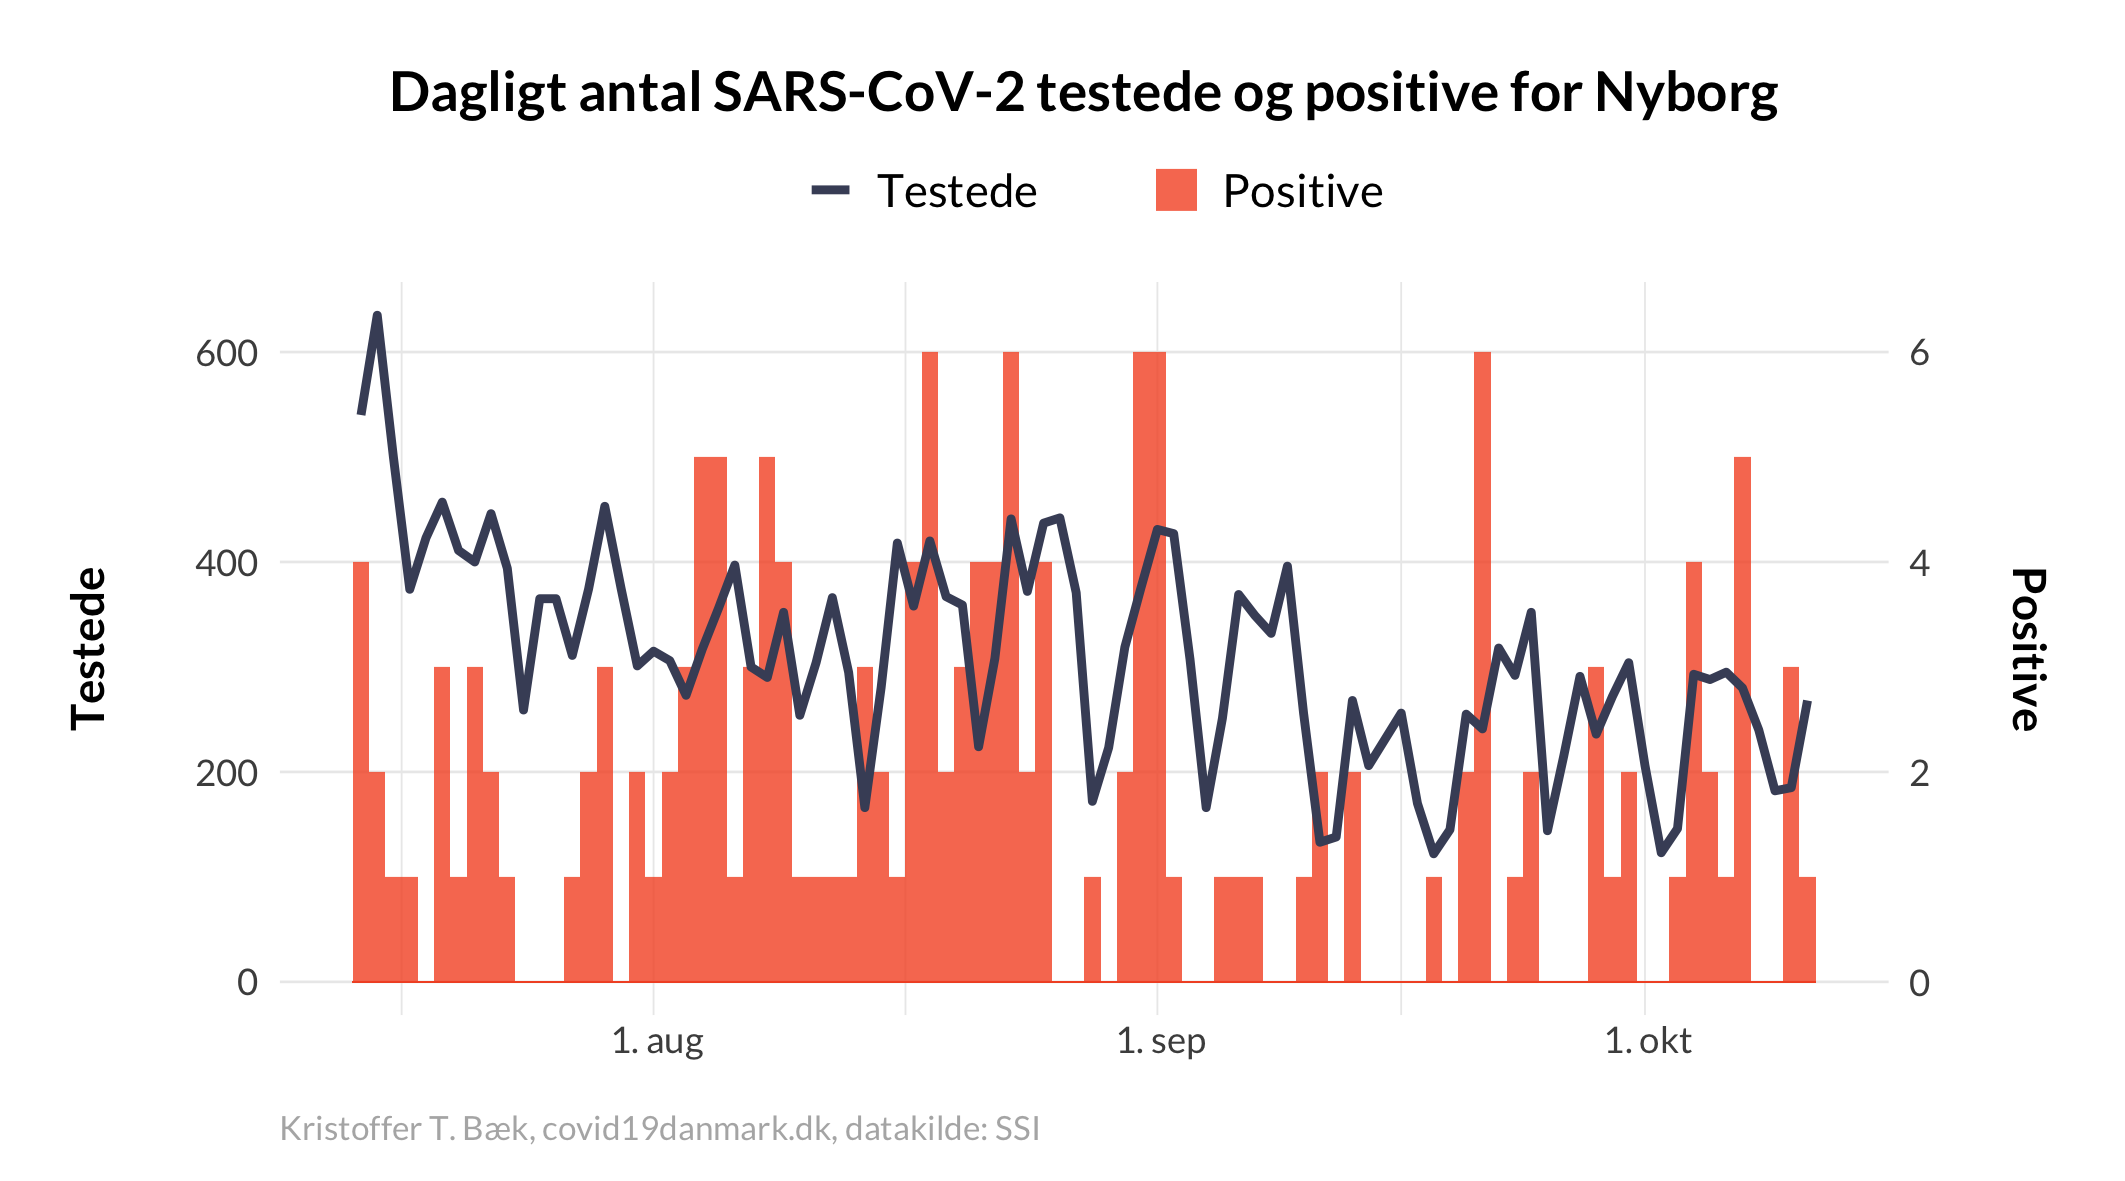 Dagligt antal SARS-CoV-2 testede og positive for Nyborg
Testede
Positive
Testede
600
400
200
0
6
4
2
0
Positive
1. aug
1. sep
1. okt
Kristoffer T. Bæk, covid19danmark.dk, datakilde: SSI